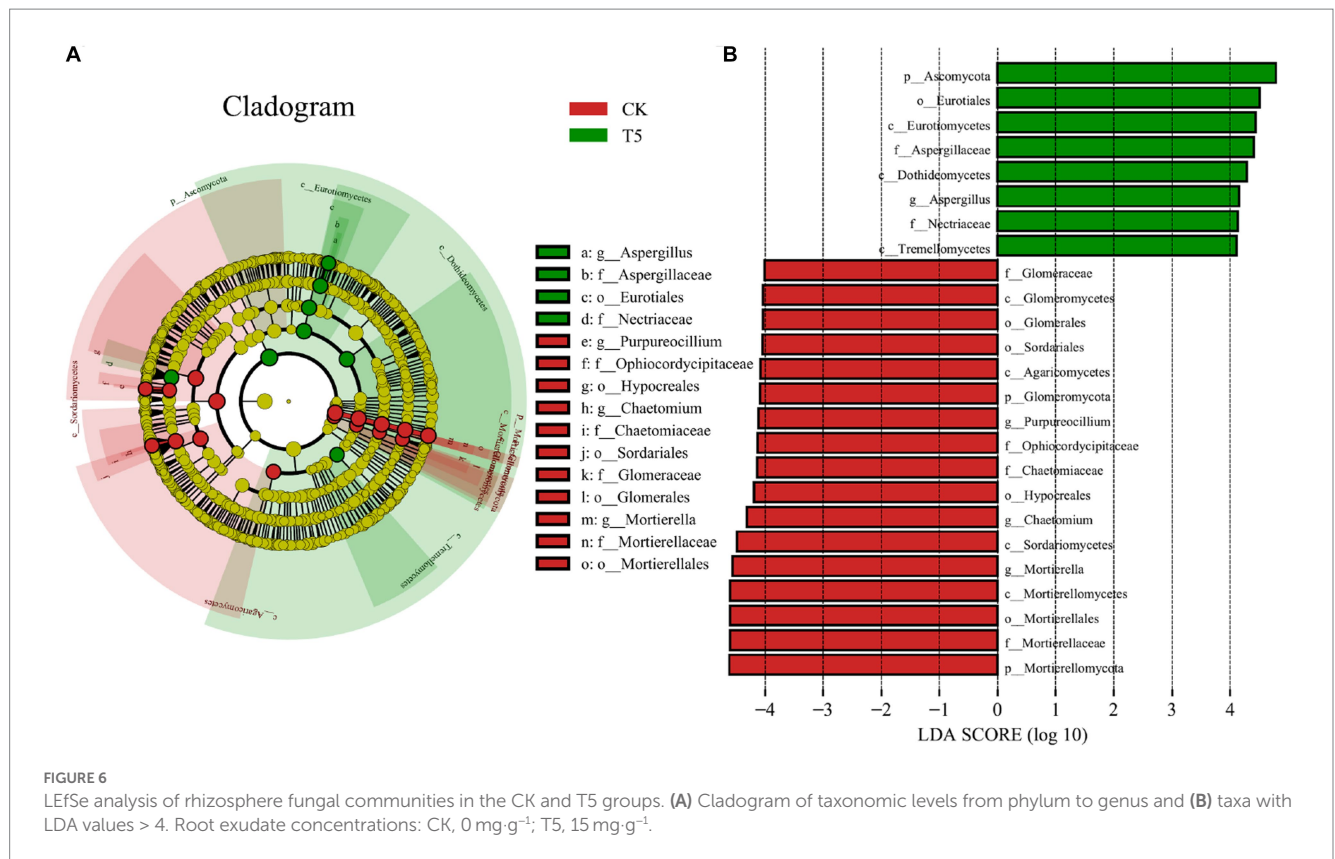 A
Cladogram
CK
T5
p__Ascomycota
c__Eurotiomycetes
c
b
a
c__Dothideomycetes
g
d
f
e
c__Sordariomycetes
h
i
j
m
n
o
k
l
c__Tremellomycetes
c__Agaricomycetes
a: g__Aspergillus
b: f__Aspergillaceae
c: o__Eurotiales
d: f__Nectriaceae
e: g__Purpureocillium
f: f__Ophiocordycipitaceae
g: o__Hypocreales
h: g__Chaetomium
i: f__Chaetomiaceae
j: o__Sordariales
k: f__Glomeraceae
l: o__Glomerales
m: g__Mortierella
n: f__Mortierellaceae
o: o__Mortierellales
B
p__Ascomycota
o__Eurotiales
c__Eurotiomycetes
f__Aspergillaceae
c__Dothideomycetes
g__Aspergillus
f__Nectriaceae
c__Tremellomycetes
f__Glomeraceae
c__Glomeromycetes
o__Glomerales
o__Sordariales
c__Agaricomycetes
p__Glomeromycota
g__Purpureocillium
f__Ophiocordycipitaceae
f__Chaetomiaceae
o__Hypocreales
g__Chaetomium
c__Sordariomycetes
g__Mortierella
c__Mortierellomycetes
o__Mortierellales
f__Mortierellaceae
p__Mortierellomycota
−4 −3 −2 −1 0 1 2 3 4
LDA SCORE (log 10)
FIGURE 6
LEfSe analysis of rhizosphere fungal communities in the CK and T5 groups. (A) Cladogram of taxonomic levels from phylum to genus and (B) taxa with
LDA values > 4. Root exudate concentrations: CK, 0 mg·g⁻¹; T5, 15 mg·g⁻¹.